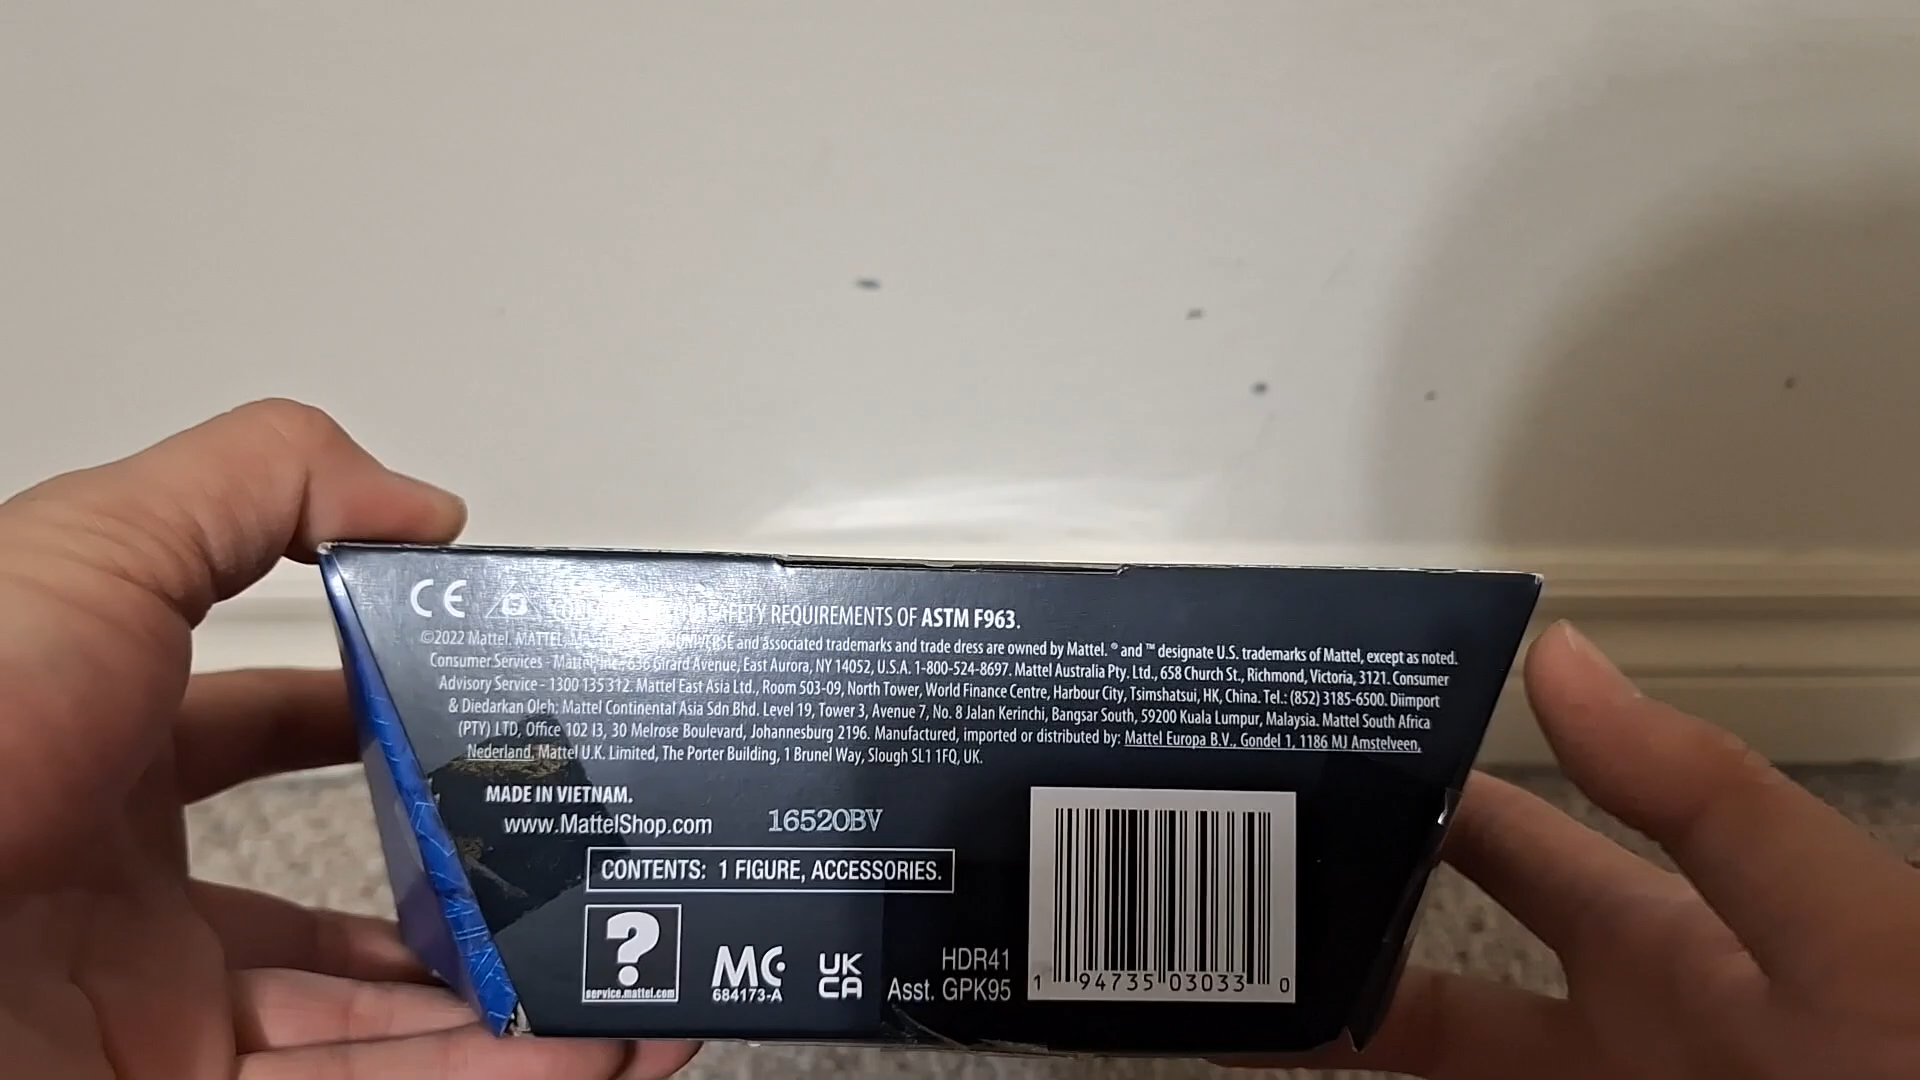 CE
SAFETY REQUIREMENTS OF ASTM F963.
©2022 Mattel. MATTEL, UNIVERSE and associated trademarks and trade dress are owned by Mattel. ® and ™ designate U.S. trademarks of Mattel, except as noted.
Consumer Services - Mattel, Inc., 636 Girard Avenue, East Aurora, NY 14052, U.S.A. 1-800-524-8697. Mattel Australia Pty. Ltd., 658 Church St., Richmond, Victoria, 3121. Consumer
Advisory Service - 1300 135 312. Mattel East Asia Ltd., Room 503-09, North Tower, World Finance Centre, Harbour City, Tsimshatsui, HK, China. Tel.: (852) 3185-6500. Diimport
& Diedarkan Oleh: Mattel Continental Asia Sdn Bhd. Level 19, Tower 3, Avenue 7, No. 8 Jalan Kerinchi, Bangsar South, 59200 Kuala Lumpur, Malaysia. Mattel South Africa
(PTY) LTD, Office 102 I3, 30 Melrose Boulevard, Johannesburg 2196. Manufactured, imported or distributed by: Mattel Europa B.V., Gondel 1, 1186 MJ Amstelveen,
Nederland. Mattel U.K. Limited, The Porter Building, 1 Brunel Way, Slough SL1 1FQ, UK.
MADE IN VIETNAM.
www.MattelShop.com
16520BV
CONTENTS: 1 FIGURE, ACCESSORIES.
?
service.mattel.com
MC
684173-A
UK
CA
HDR41
Asst. GPK95
1 94735 03033 0